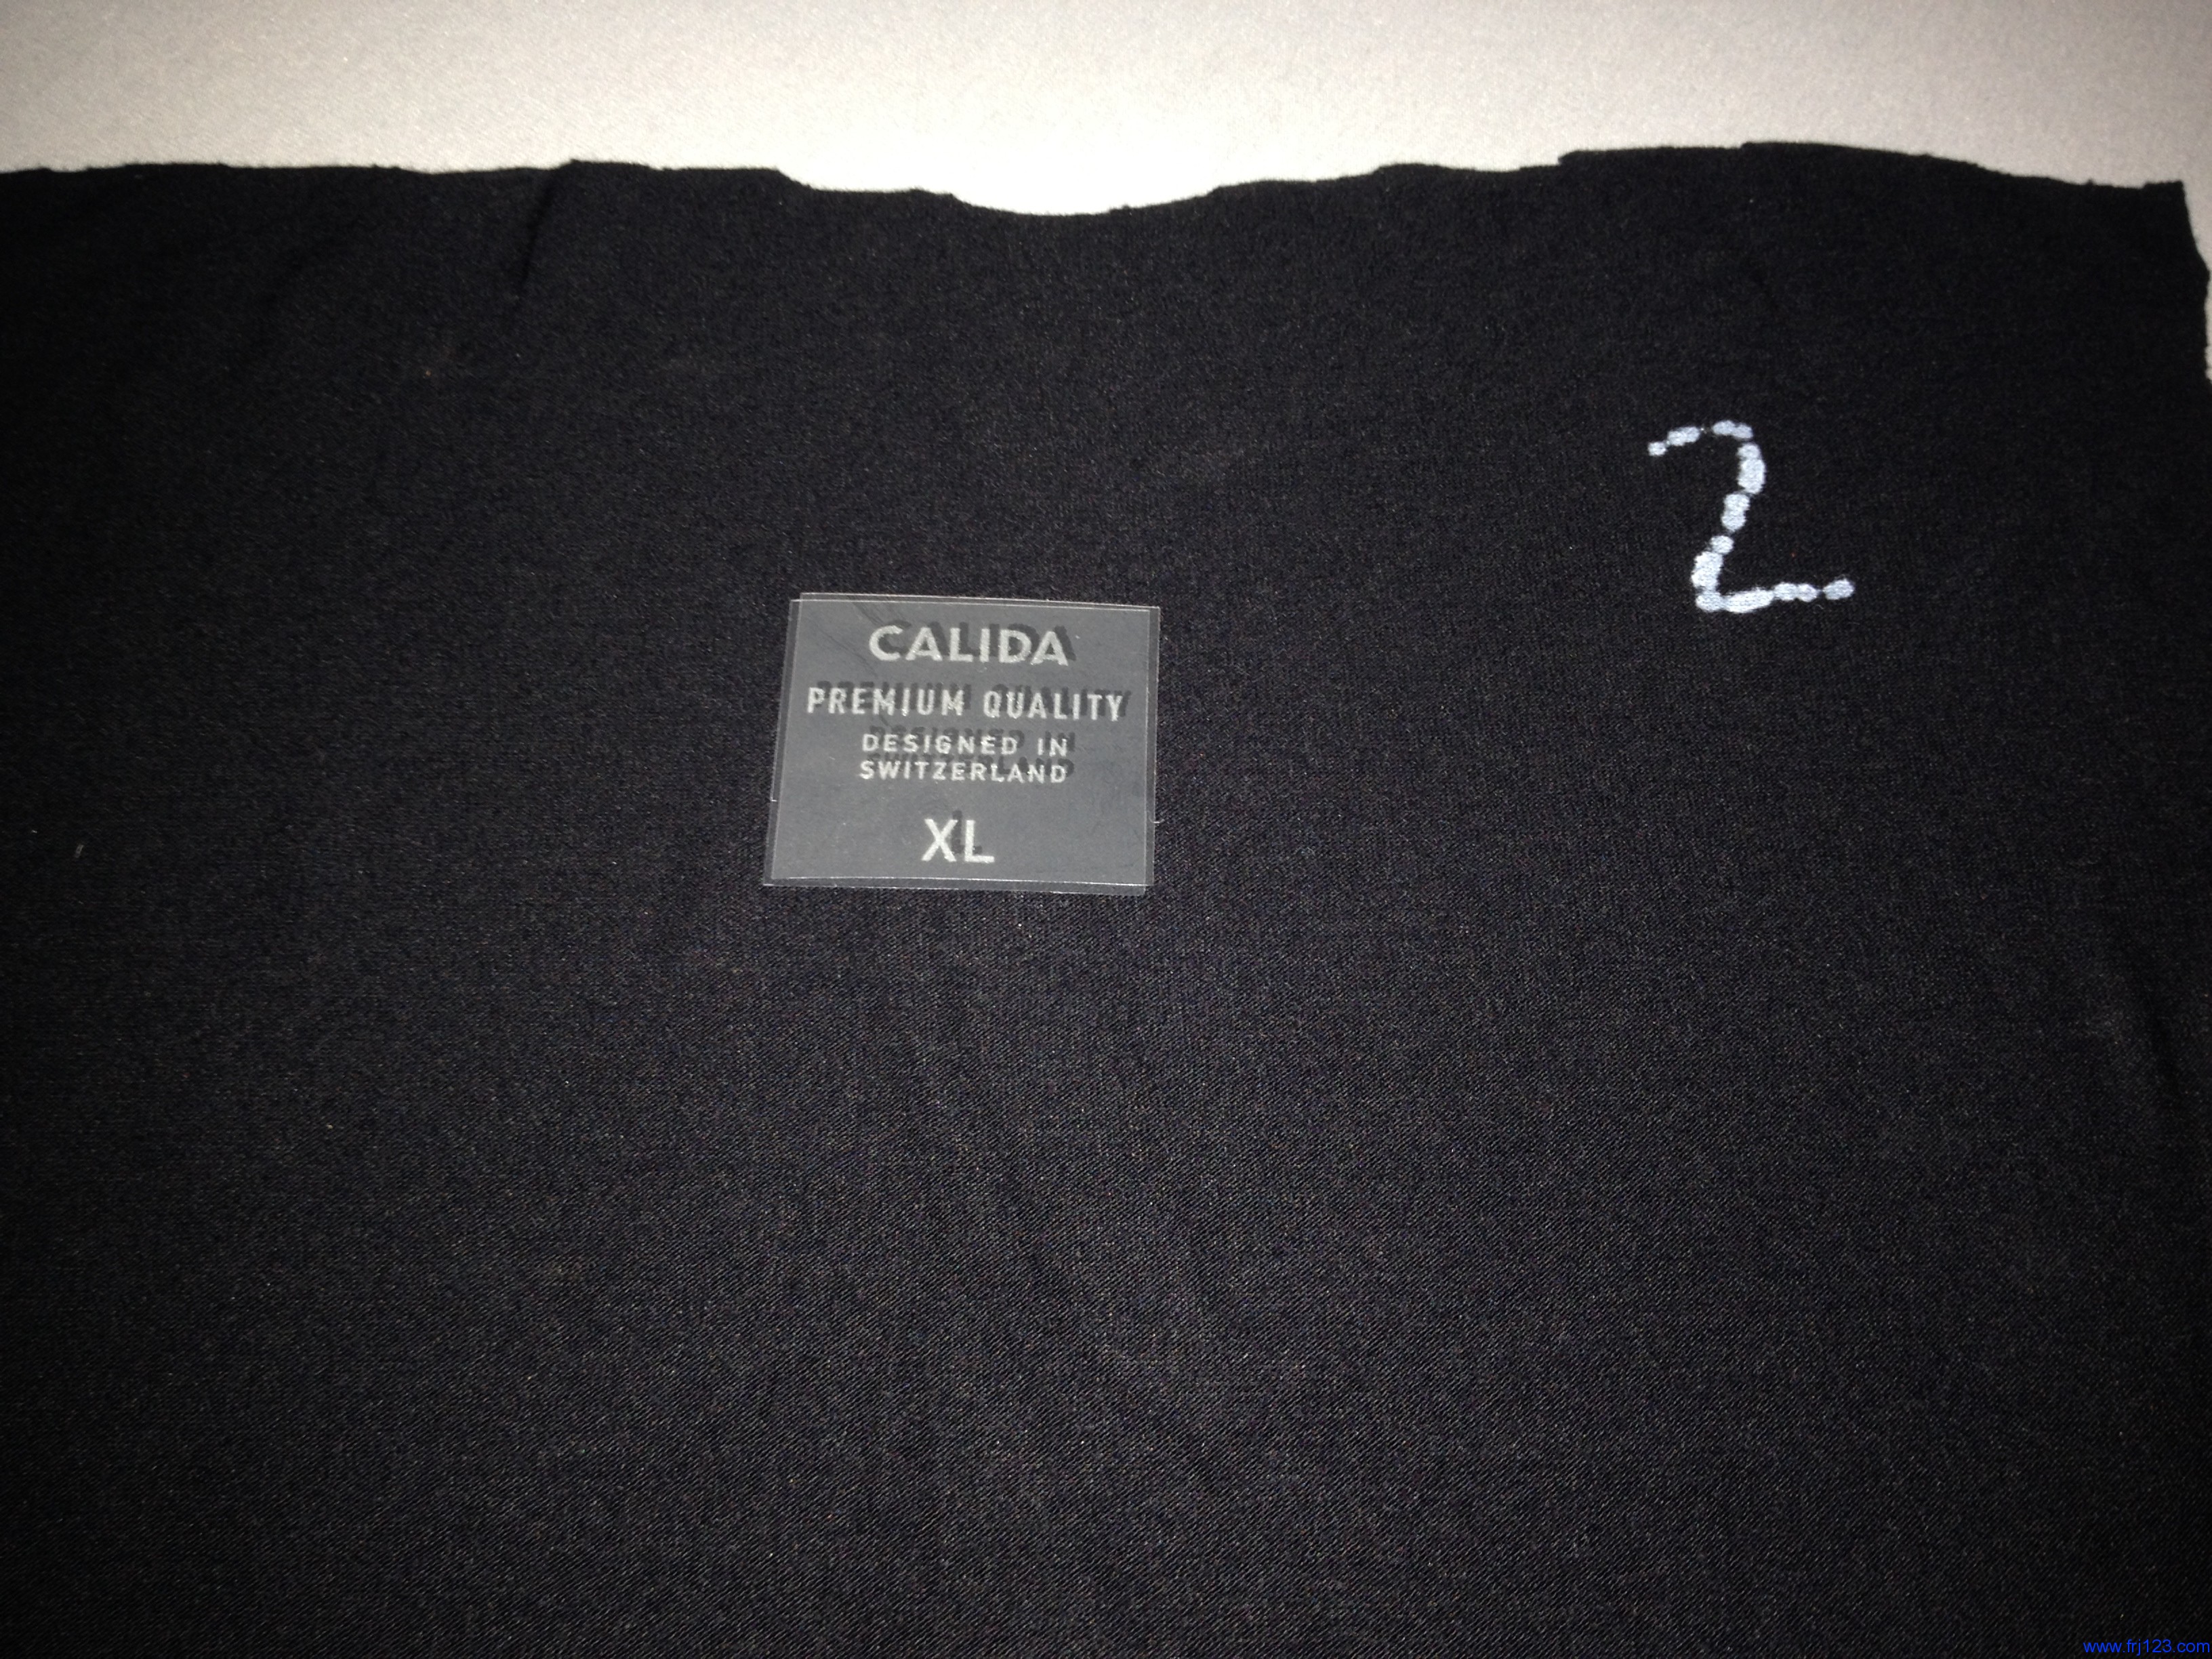 2
CALIDA
PREMIUM QUALITY
DESIGNED IN
SWITZERLAND
XL
www.frj123.com